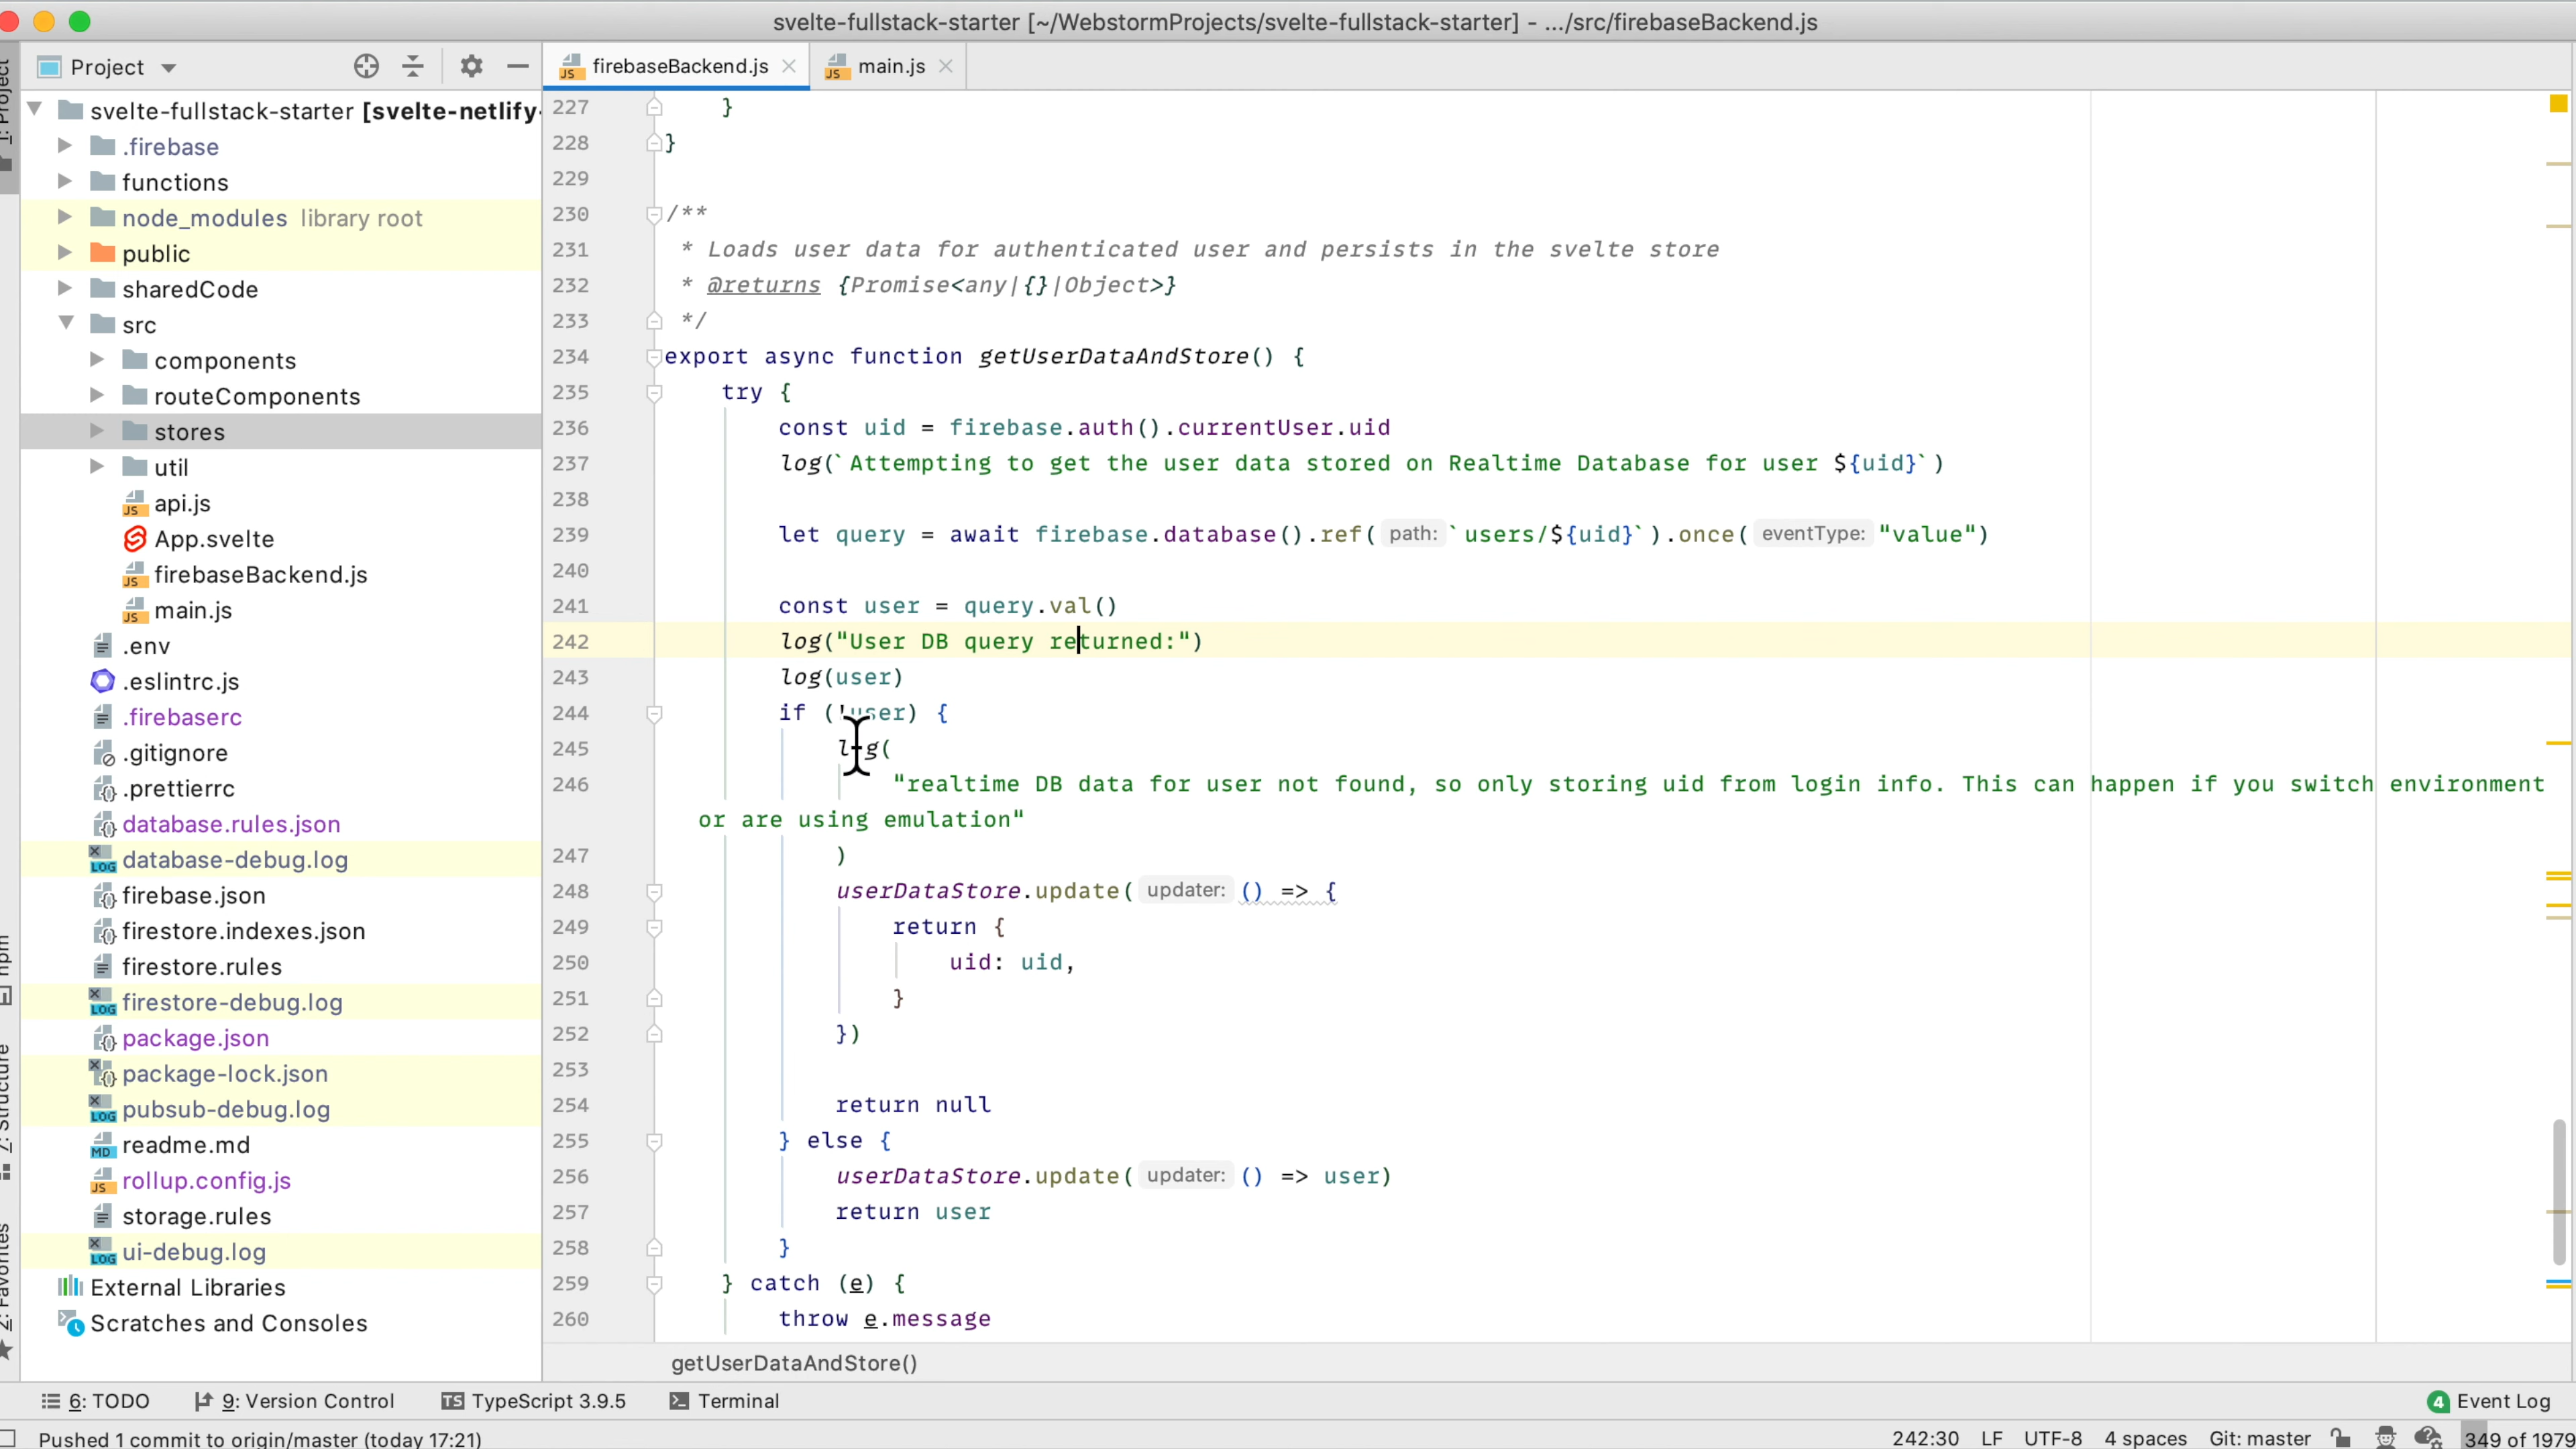 svelte-fullstack-starter [~/WebstormProjects/svelte-fullstack-starter] - .../src/firebaseBackend.js
1: Project
Project
firebaseBackend.js
main.js
svelte-fullstack-starter [svelte-netlify-
.firebase
functions
node_modules library root
public
sharedCode
src
components
routeComponents
stores
util
api.js
App.svelte
firebaseBackend.js
main.js
.env
.eslintrc.js
.firebaserc
.gitignore
.prettierrc
database.rules.json
database-debug.log
firebase.json
firestore.indexes.json
firestore.rules
firestore-debug.log
package.json
package-lock.json
pubsub-debug.log
readme.md
rollup.config.js
storage.rules
ui-debug.log
External Libraries
Scratches and Consoles
npm
7: Structure
2: Favorites
227 }
228 }
229
230 /**
231 * Loads user data for authenticated user and persists in the svelte store
232 * @returns {Promise<any|{}|Object>}
233 */
234 export async function getUserDataAndStore() {
235 try {
236 const uid = firebase.auth().currentUser.uid
237 log(`Attempting to get the user data stored on Realtime Database for user ${uid}`)
238
239 let query = await firebase.database().ref( path: `users/${uid}`).once( eventType: "value")
240
241 const user = query.val()
242 log("User DB query returned:")
243 log(user)
244 if (!user) {
245 log(
246 "realtime DB data for user not found, so only storing uid from login info. This can happen if you switch environment
or are using emulation"
247 )
248 userDataStore.update( updater: () => {
249 return {
250 uid: uid,
251 }
252 })
253
254 return null
255 } else {
256 userDataStore.update( updater: () => user)
257 return user
258 }
259 } catch (e) {
260 throw e.message
getUserDataAndStore()
6: TODO
9: Version Control
TypeScript 3.9.5
Terminal
4 Event Log
Pushed 1 commit to origin/master (today 17:21)
242:30 LF UTF-8 4 spaces Git: master 349 of 1979